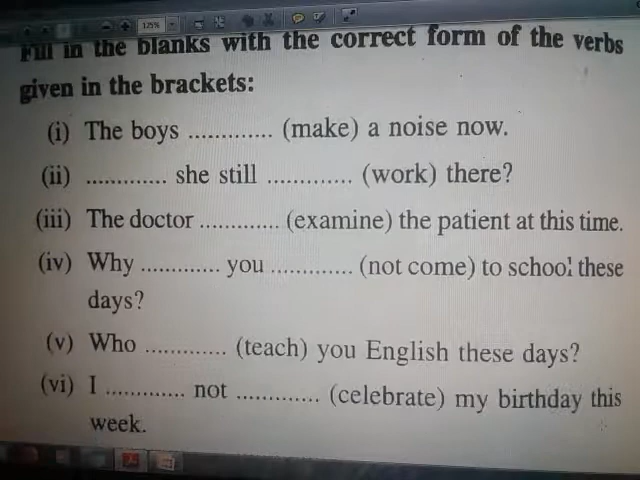 125%
Fill in the blanks with the correct form of the verbs
given in the brackets:
(i) The boys ............. (make) a noise now.
(ii) ............. she still ............. (work) there?
(iii) The doctor ............. (examine) the patient at this time.
(iv) Why ............. you ............. (not come) to school these
days?
(v) Who ............. (teach) you English these days?
(vi) I ............. not ............. (celebrate) my birthday this
week.